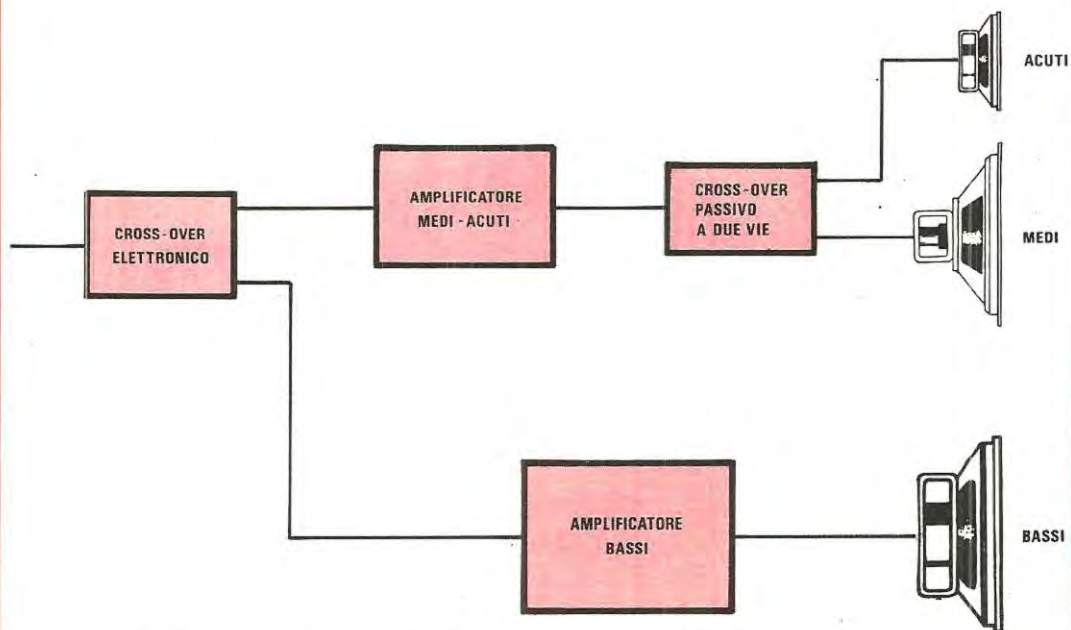 ACUTI
AMPLIFICATORE
MEDI-ACUTI
CROSS-OVER
PASSIVO
A DUE VIE
CROSS-OVER
ELETTRONICO
MEDI
AMPLIFICATORE
BASSI
BASSI